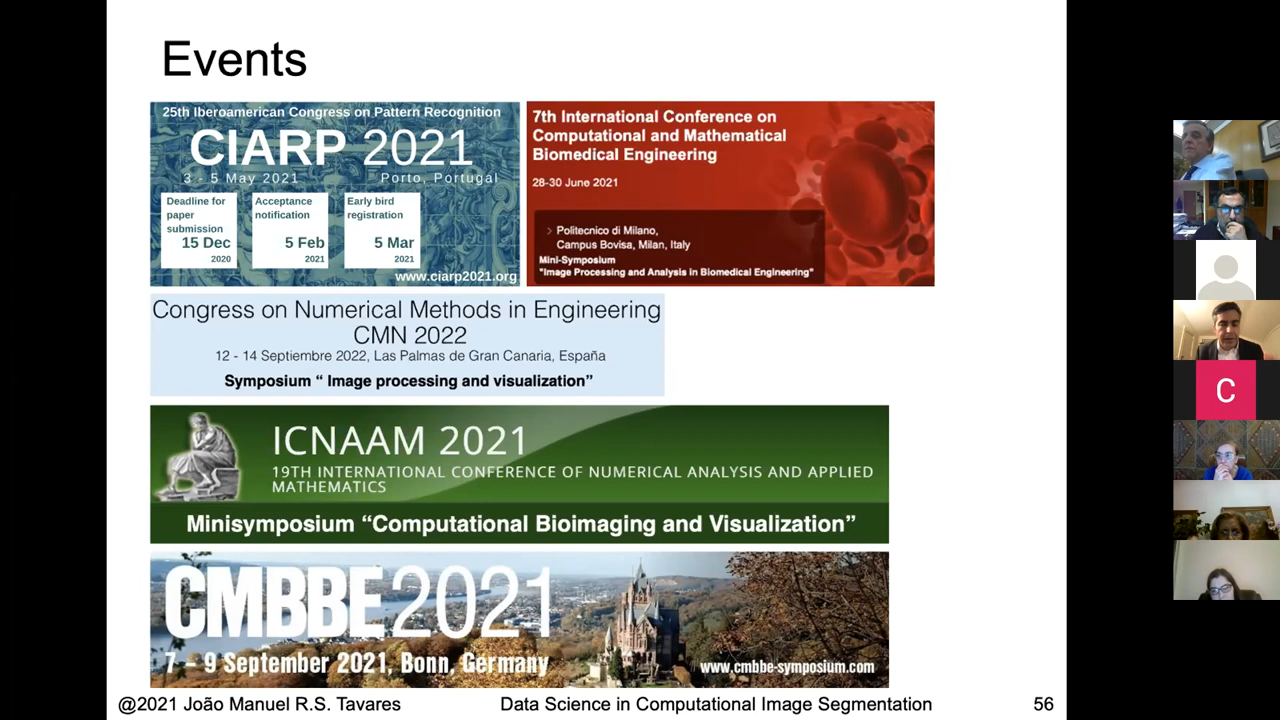 Events
25th Iberoamerican Congress on Pattern Recognition
CIARP 2021
3 - 5 May 2021 Porto, Portugal
Deadline for
paper
submission
15 Dec
2020
Acceptance
notification
5 Feb
2021
Early bird
registration
5 Mar
2021
www.ciarp2021.org
7th International Conference on
Computational and Mathematical
Biomedical Engineering
28-30 June 2021
> Politecnico di Milano,
Campus Bovisa, Milan, Italy
Mini-Symposium
"Image Processing and Analysis in Biomedical Engineering"
Congress on Numerical Methods in Engineering
CMN 2022
12 - 14 Septiembre 2022, Las Palmas de Gran Canaria, España
Symposium “ Image processing and visualization”
ICNAAM 2021
19TH INTERNATIONAL CONFERENCE OF NUMERICAL ANALYSIS AND APPLIED
MATHEMATICS
Minisymposium “Computational Bioimaging and Visualization”
CMBBE2021
7 – 9 September 2021, Bonn, Germany
www.cmbbe-symposium.com
@2021 João Manuel R.S. Tavares Data Science in Computational Image Segmentation 56
C